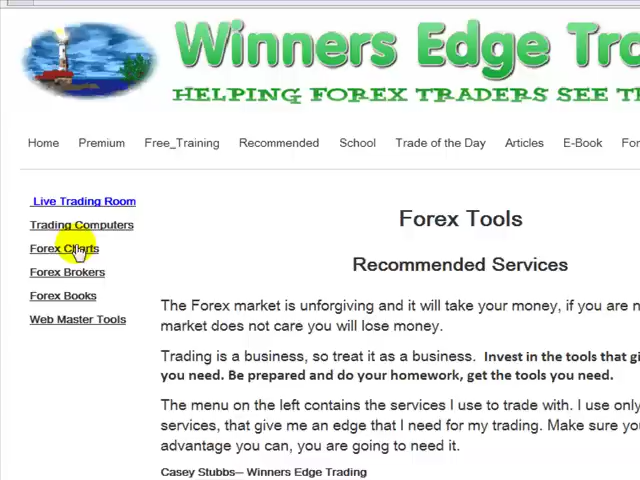 Winners Edge
HELPING FOREX TRADERS SEE
Home Premium Free_Training Recommended School Trade of the Day Articles E-Book
Live Trading Room
Trading Computers
Forex Charts
Forex Brokers
Forex Books
Web Master Tools
Forex Tools
Recommended Services
The Forex market is unforgiving and it will take your money, if you are
market does not care you will lose money.
Trading is a business, so treat it as a business. Invest in the tools that
you need. Be prepared and do your homework, get the tools you need.
The menu on the left contains the services I use to trade with. I use only
services, that give me an edge that I need for my trading. Make sure
advantage you can, you are going to need it.
Casey Stubbs— Winners Edge Trading